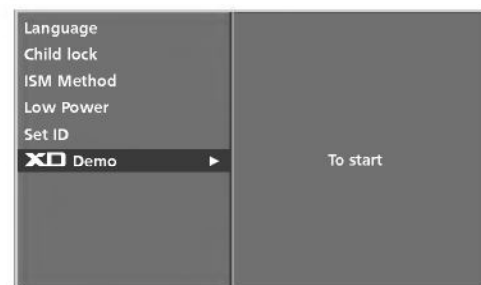 Language
Child lock
ISM Method
Low Power
Set ID
XD Demo ►
To start